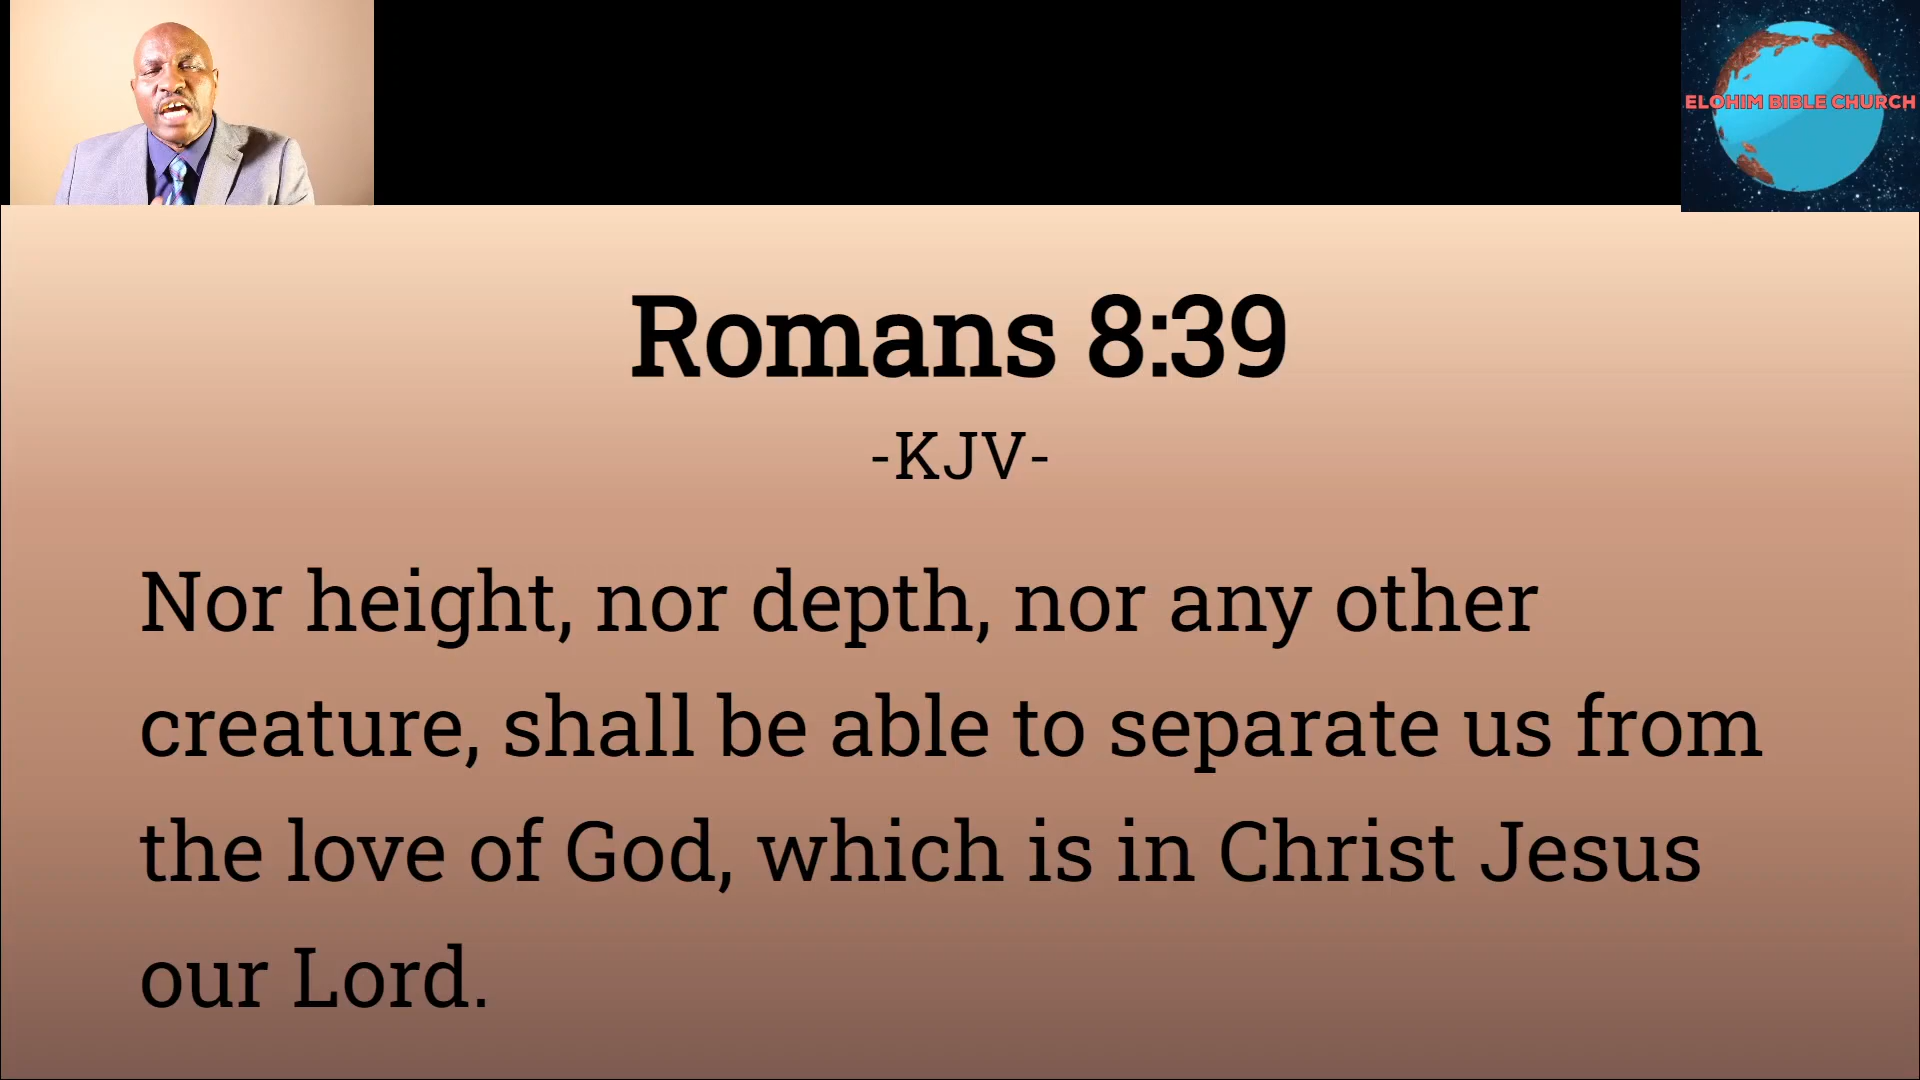 ELOHIM BIBLE CHURCH
Romans 8:39
-KJV-
Nor height, nor depth, nor any other
creature, shall be able to separate us from
the love of God, which is in Christ Jesus
our Lord.